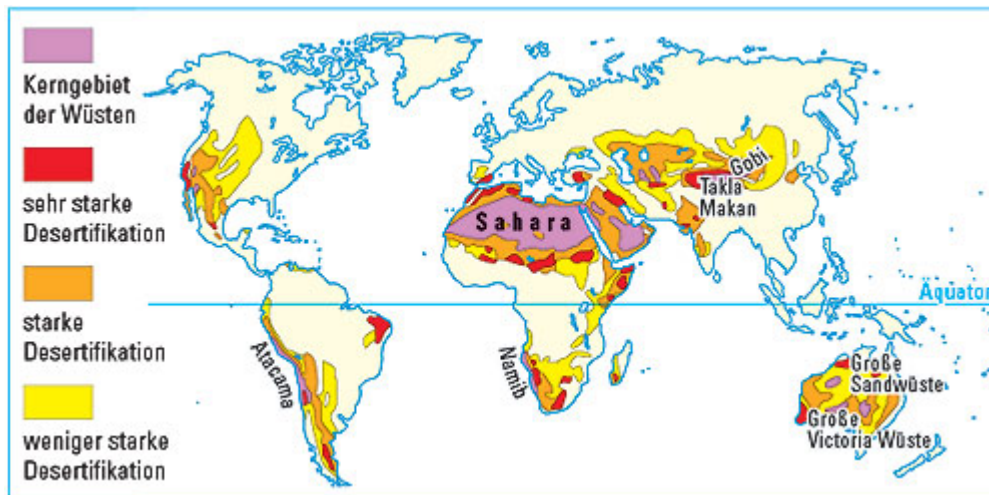 Kerngebiet
der Wüsten
sehr starke
Desertifikation
starke
Desertifikation
weniger starke
Desertifikation
Gobi
Takla
Makan
Sahara
Äquator
Atacama
Namib
Große
Sandwüste
Große
Victoria Wüste